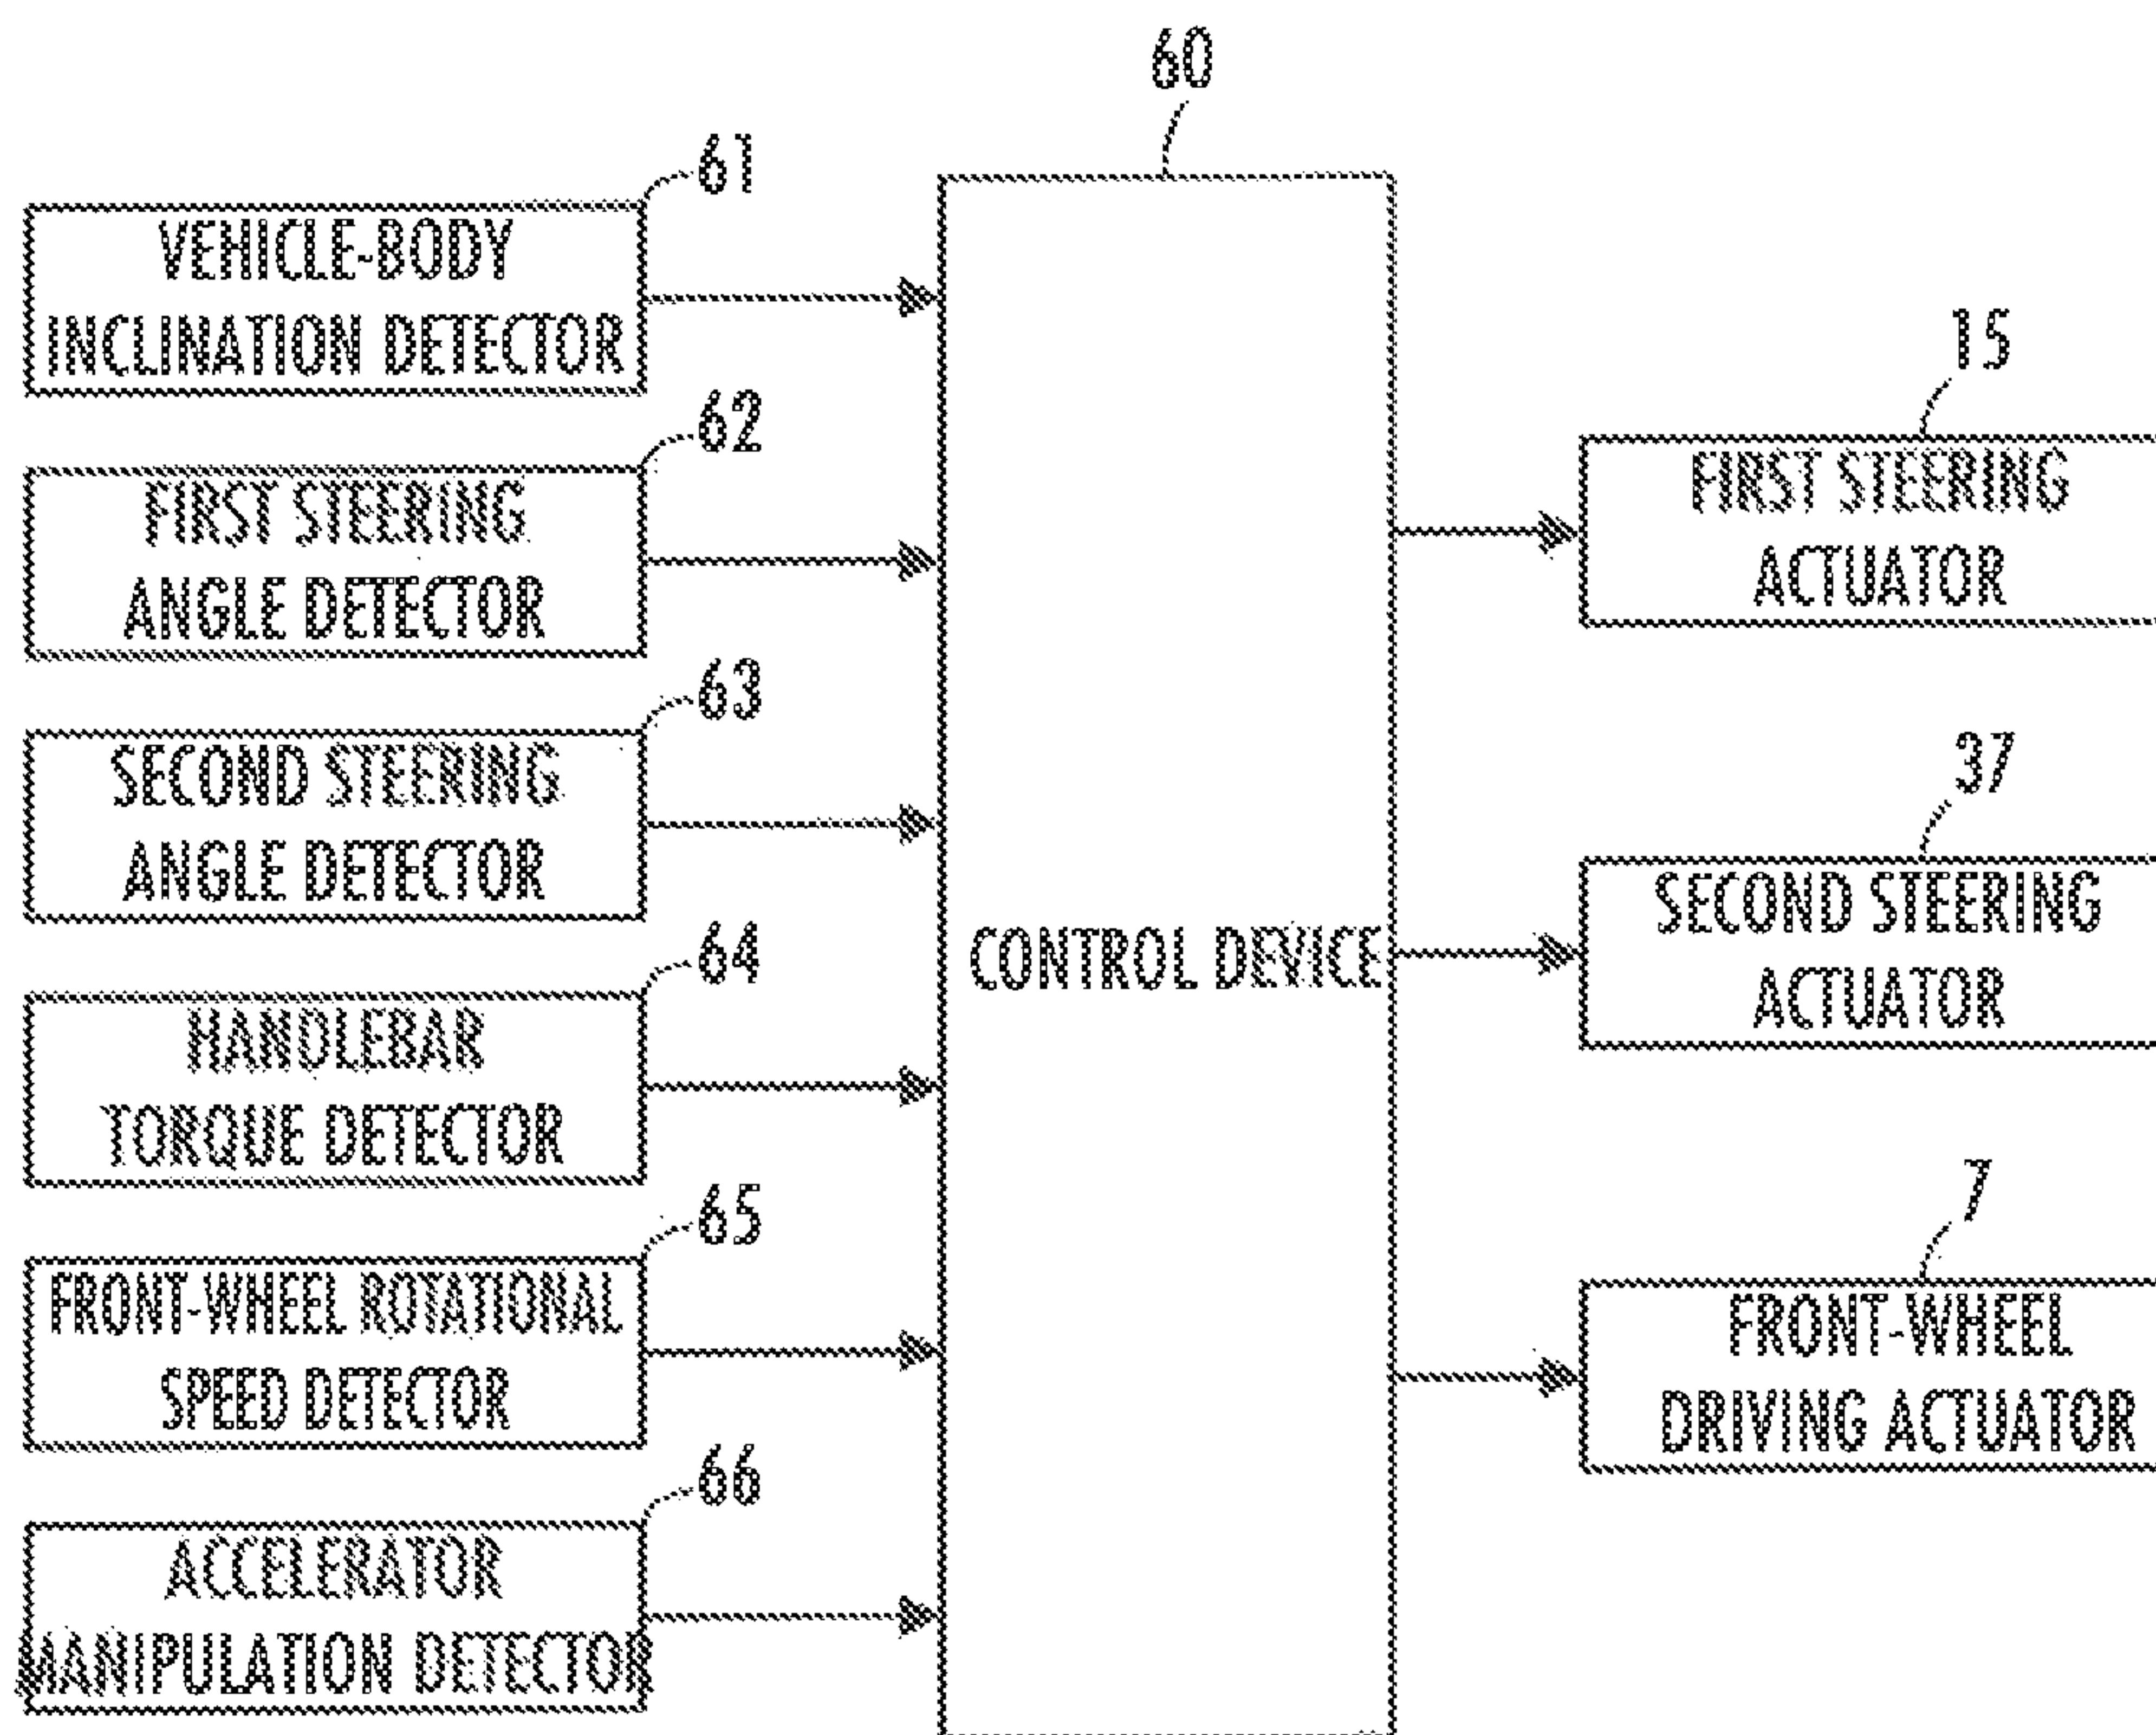 60
61
VEHICLE-BODY
INCLINATION DETECTOR
62
FIRST STEERING
ANGLE DETECTOR
63
SECOND STEERING
ANGLE DETECTOR
64
HANDLEBAR
TORQUE DETECTOR
65
FRONT-WHEEL ROTATIONAL
SPEED DETECTOR
66
ACCELERATOR
MANIPULATION DETECTOR
CONTROL DEVICE
15
FIRST STEERING
ACTUATOR
37
SECOND STEERING
ACTUATOR
7
FRONT-WHEEL
DRIVING ACTUATOR